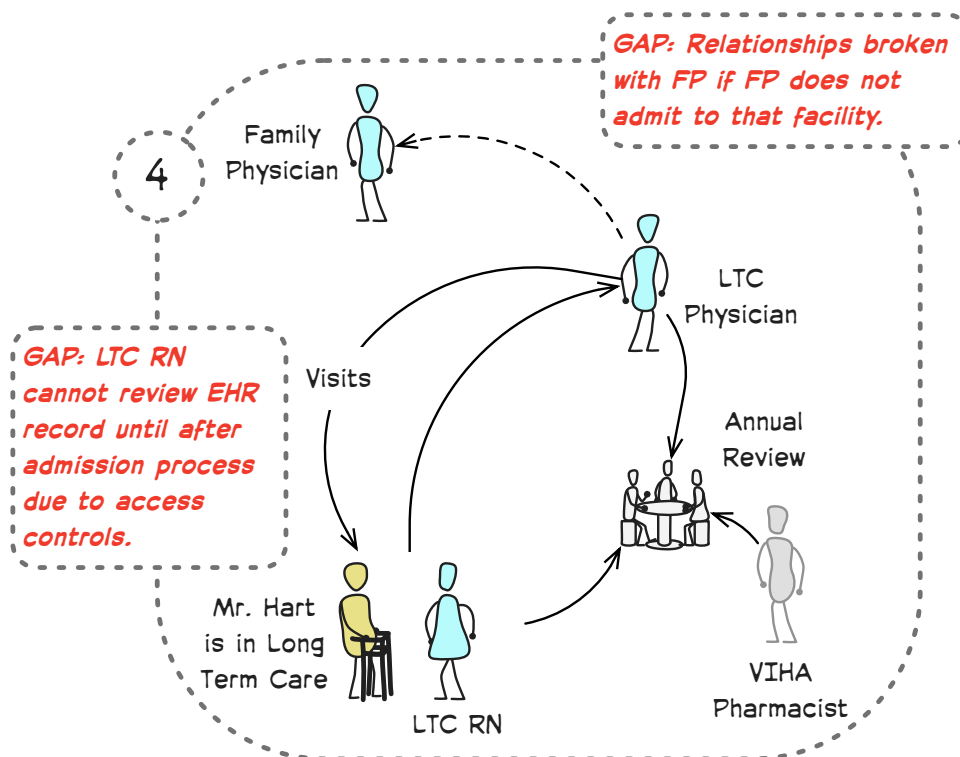 GAP: Relationships broken
with FP if FP does not
admit to that facility.
Family
Physician
4
LTC
Physician
GAP: LTC RN
cannot review EHR
record until after
admission process
due to access
controls.
Visits
Annual
Review
Mr. Hart
is in Long
Term Care
LTC RN
VIHA
Pharmacist